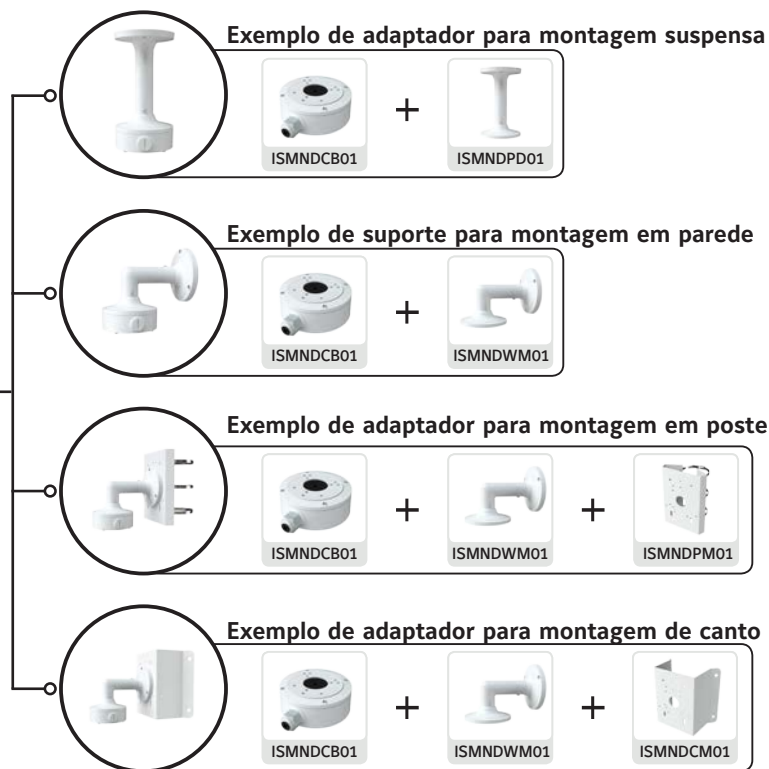 Exemplo de adaptador para montagem suspensa
ISMNDCB01
+
ISMNDPD01
Exemplo de suporte para montagem em parede
ISMNDCB01
+
ISMNDWM01
Exemplo de adaptador para montagem em poste
ISMNDCB01
+
ISMNDWM01
+
ISMNDPM01
Exemplo de adaptador para montagem de canto
ISMNDCB01
+
ISMNDWM01
+
ISMNDCM01